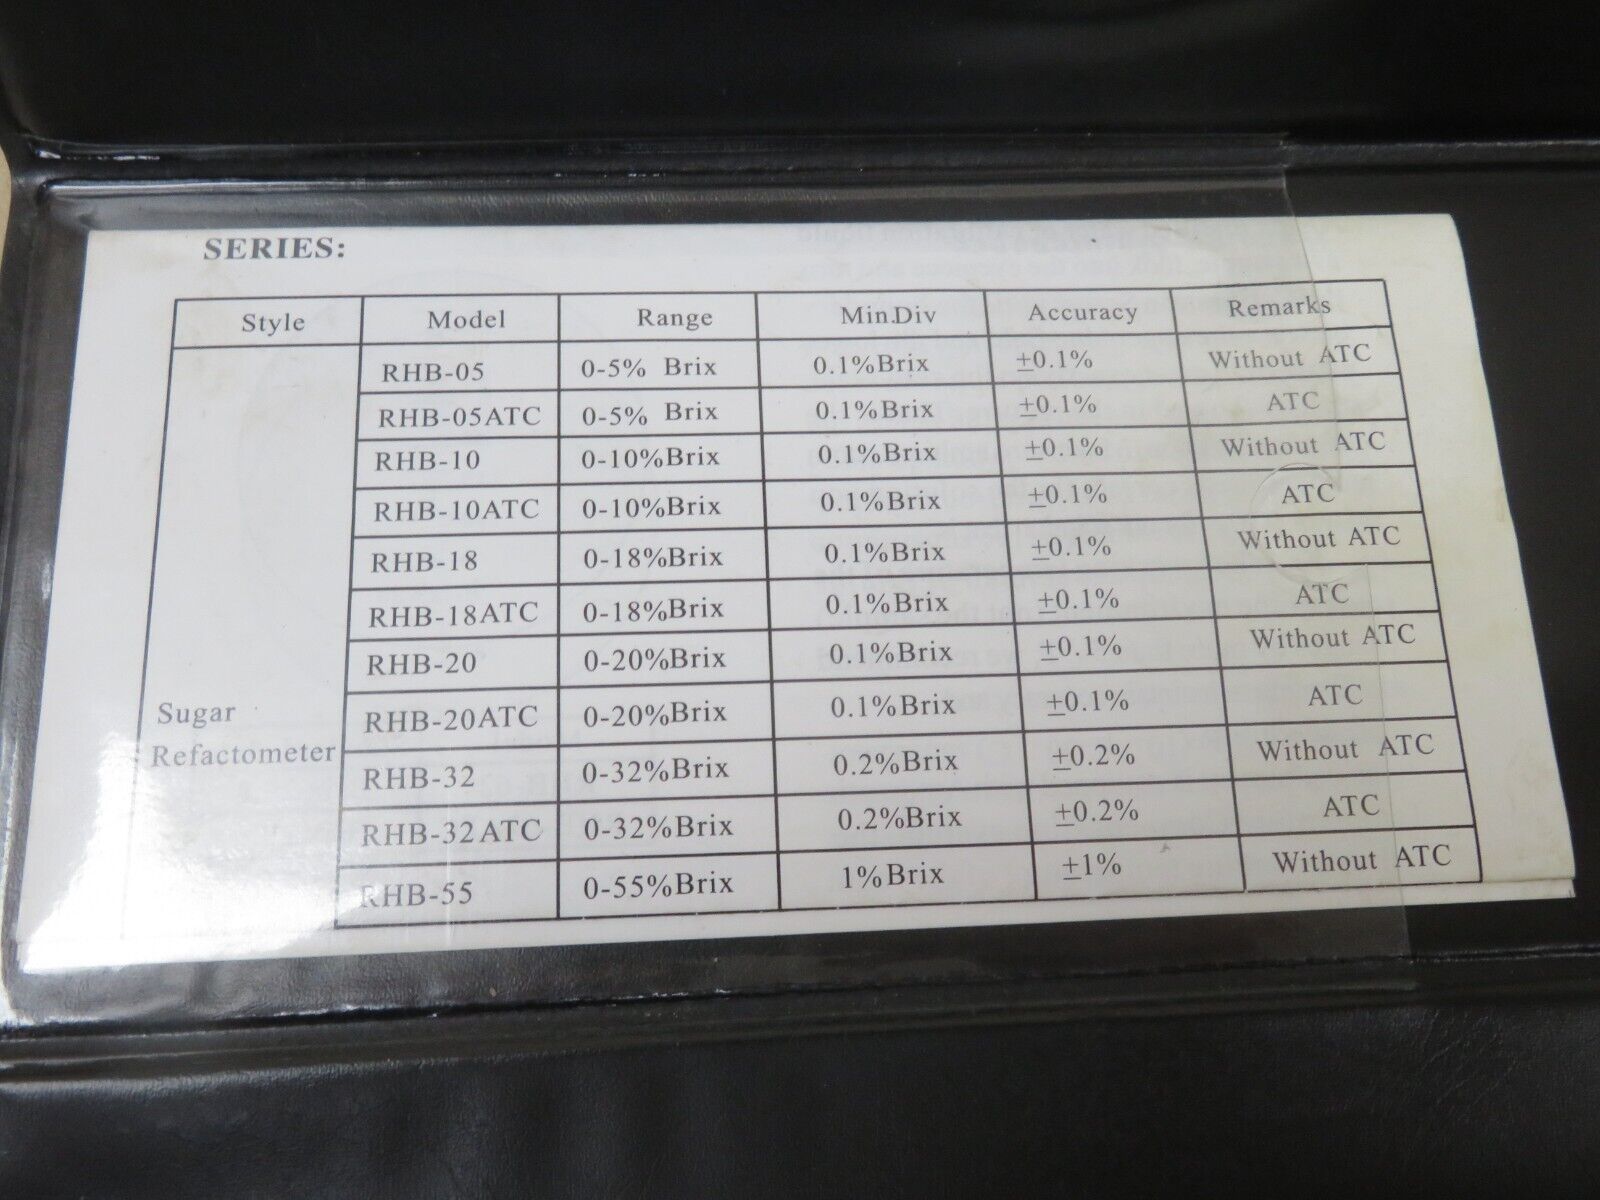 SERIES:
Style Model Range Min.Div Accuracy Remarks
RHB-05 0-5% Brix 0.1%Brix ±0.1% Without ATC
RHB-05ATC 0-5% Brix 0.1%Brix ±0.1% ATC
RHB-10 0-10%Brix 0.1%Brix ±0.1% Without ATC
RHB-10ATC 0-10%Brix 0.1%Brix ±0.1% ATC
RHB-18 0-18%Brix 0.1%Brix ±0.1% Without ATC
RHB-18ATC 0-18%Brix 0.1%Brix ±0.1% ATC
RHB-20 0-20%Brix 0.1%Brix ±0.1% Without ATC
Sugar RHB-20ATC 0-20%Brix 0.1%Brix ±0.1% ATC
Refactometer RHB-32 0-32%Brix 0.2%Brix ±0.2% Without ATC
RHB-32ATC 0-32%Brix 0.2%Brix ±0.2% ATC
RHB-55 0-55%Brix 1%Brix ±1% Without ATC